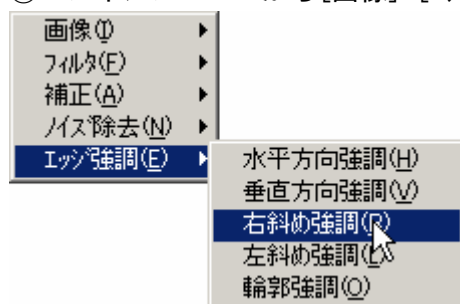 画像(I)
フィルタ(F)
補正(A)
ノイズ除去(N)
エッジ強調(E)
水平方向強調(H)
垂直方向強調(V)
右斜め強調(R)
左斜め強調(L)
輪郭強調(O)